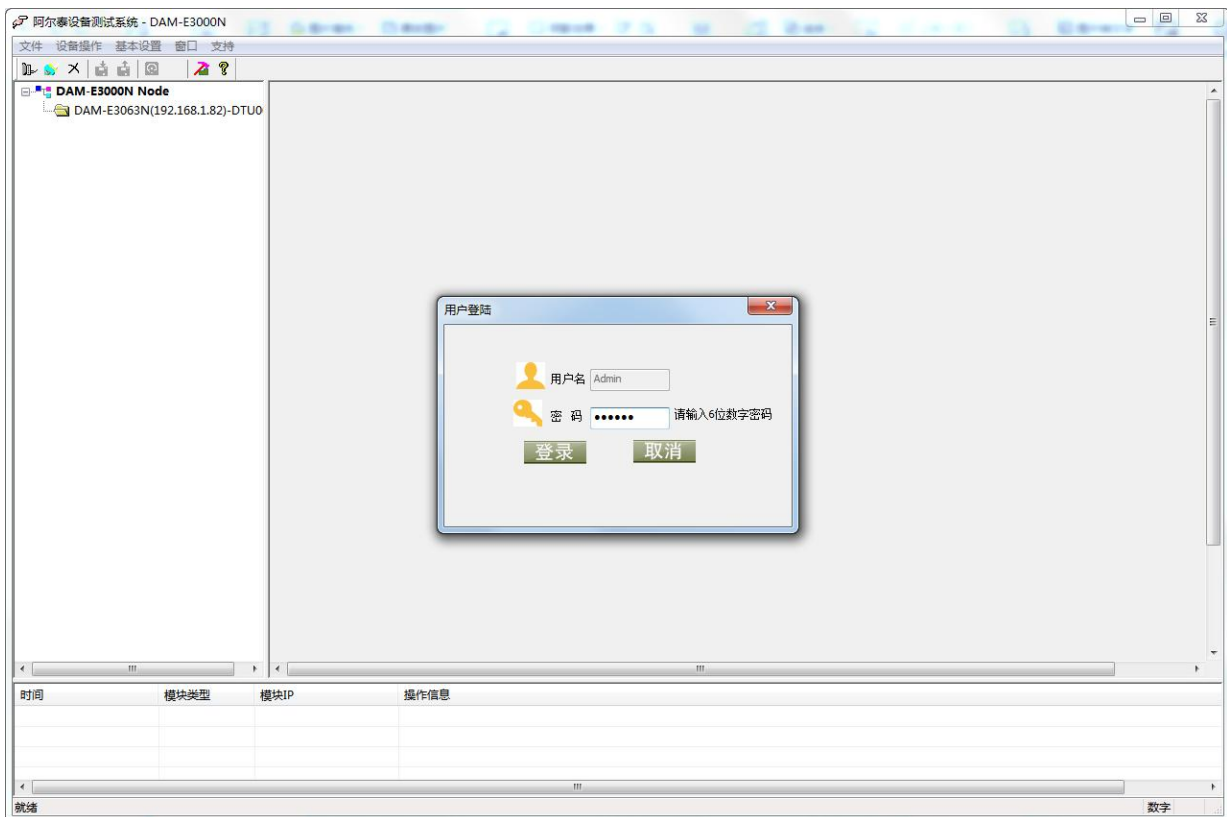 阿尔泰设备测试系统 - DAM-E3000N
文件 设备操作 基本设置 窗口 支持
DAM-E3000N Node
DAM-E3063N(192.168.1.82)-DTU0
用户登陆
用户名 Admin
密 码 •••••• 请输入6位数字密码
登录 取消
时间 模块类型 模块IP 操作信息
就绪 数字